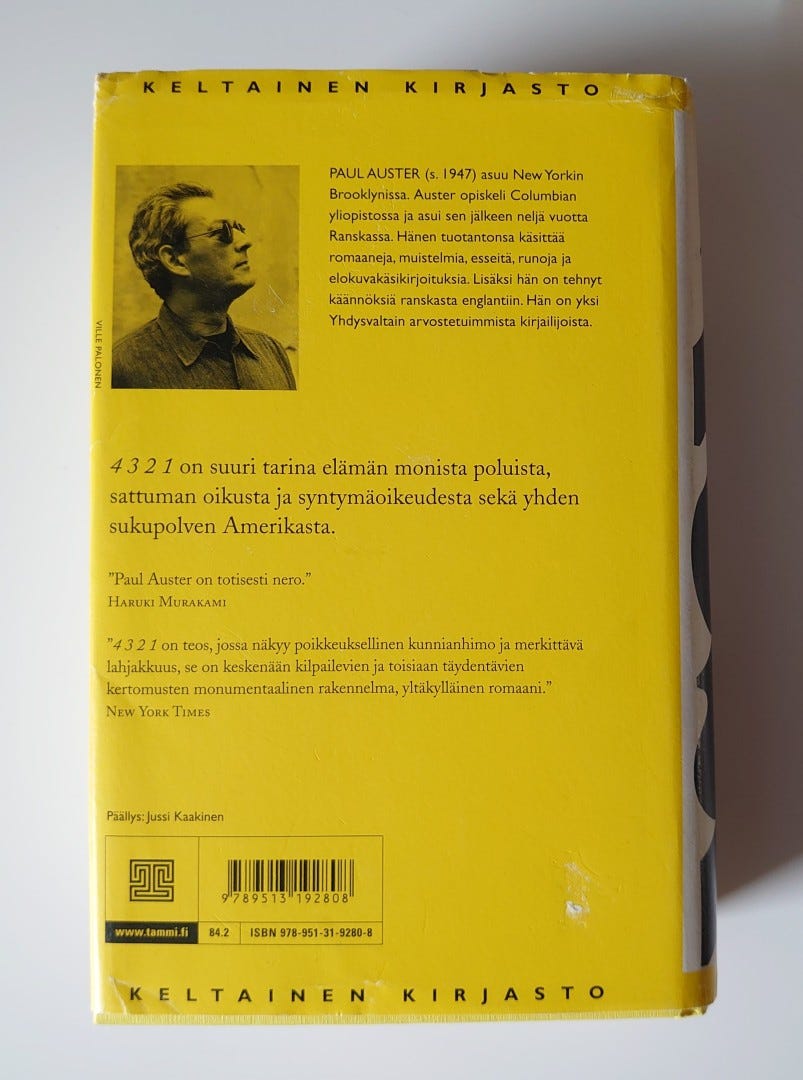 KELTAINEN KIRJASTO
PAUL AUSTER (s. 1947) asuu New Yorkin
Brooklynissa. Auster opiskeli Columbian
yliopistossa ja asui sen jälkeen neljä vuotta
Ranskassa. Hänen tuotantonsa käsittää
romaaneja, muistelmia, esseitä, runoja ja
elokuvakäsikirjoituksia. Lisäksi hän on tehnyt
käännöksiä ranskasta englantiin. Hän on yksi
Yhdysvaltain arvostetuimmista kirjailijoista.
VILLE PALONEN
4 3 2 1 on suuri tarina elämän monista poluista,
sattuman oikusta ja syntymäoikeudesta sekä yhden
sukupolven Amerikasta.
”Paul Auster on totisesti nero.”
HARUKI MURAKAMI
”4 3 2 1 on teos, jossa näkyy poikkeuksellinen kunnianhimo ja merkittävä
lahjakkuus, se on keskenään kilpailevien ja toisiaan täydentävien
kertomusten monumentaalinen rakennelma, yltäkylläinen romaani.”
NEW YORK TIMES
Päällys: Jussi Kaakinen
9 789513 192808
www.tammi.fi
84.2
ISBN 978-951-31-9280-8
KELTAINEN KIRJASTO